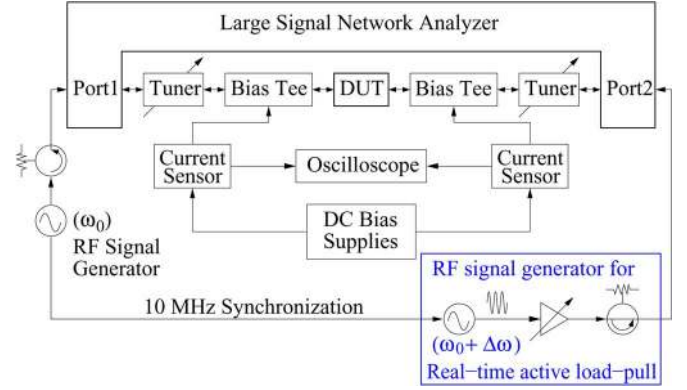 Large Signal Network Analyzer
Port1
Tuner
Bias Tee
DUT
Bias Tee
Tuner
Port2
Current
Sensor
Oscilloscope
Current
Sensor
(ω0)
RF Signal
Generator
DC Bias
Supplies
10 MHz Synchronization
RF signal generator for
(ω0+ Δω)
Real-time active load-pull